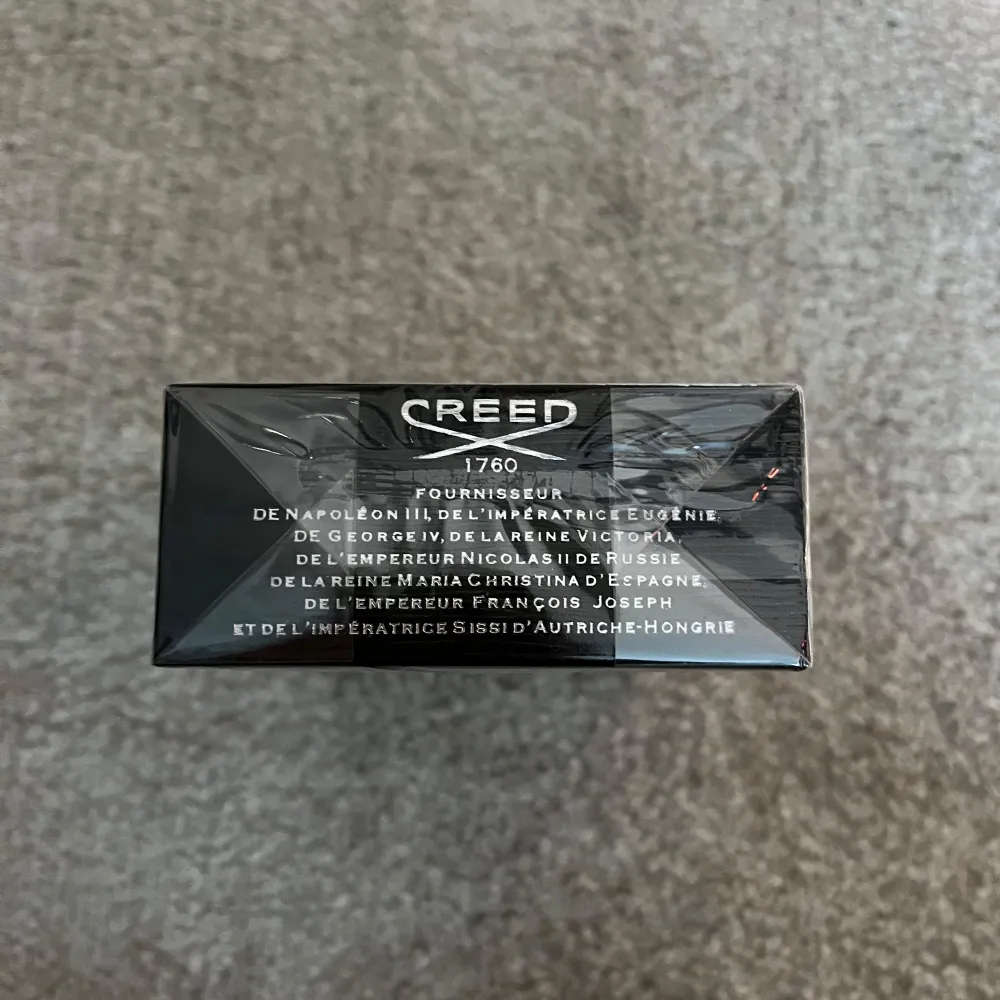 CREED
1760
FOURNISSEUR
DE NAPOLÉON III, DE L'IMPÉRATRICE EUGÉNIE,
DE GEORGE IV, DE LA REINE VICTORIA,
DE L'EMPEREUR NICOLAS II DE RUSSIE
DE LA REINE MARIA CHRISTINA D'ESPAGNE,
DE L'EMPEREUR FRANÇOIS JOSEPH
ET DE L'IMPÉRATRICE SISSI D'AUTRICHE-HONGRIE